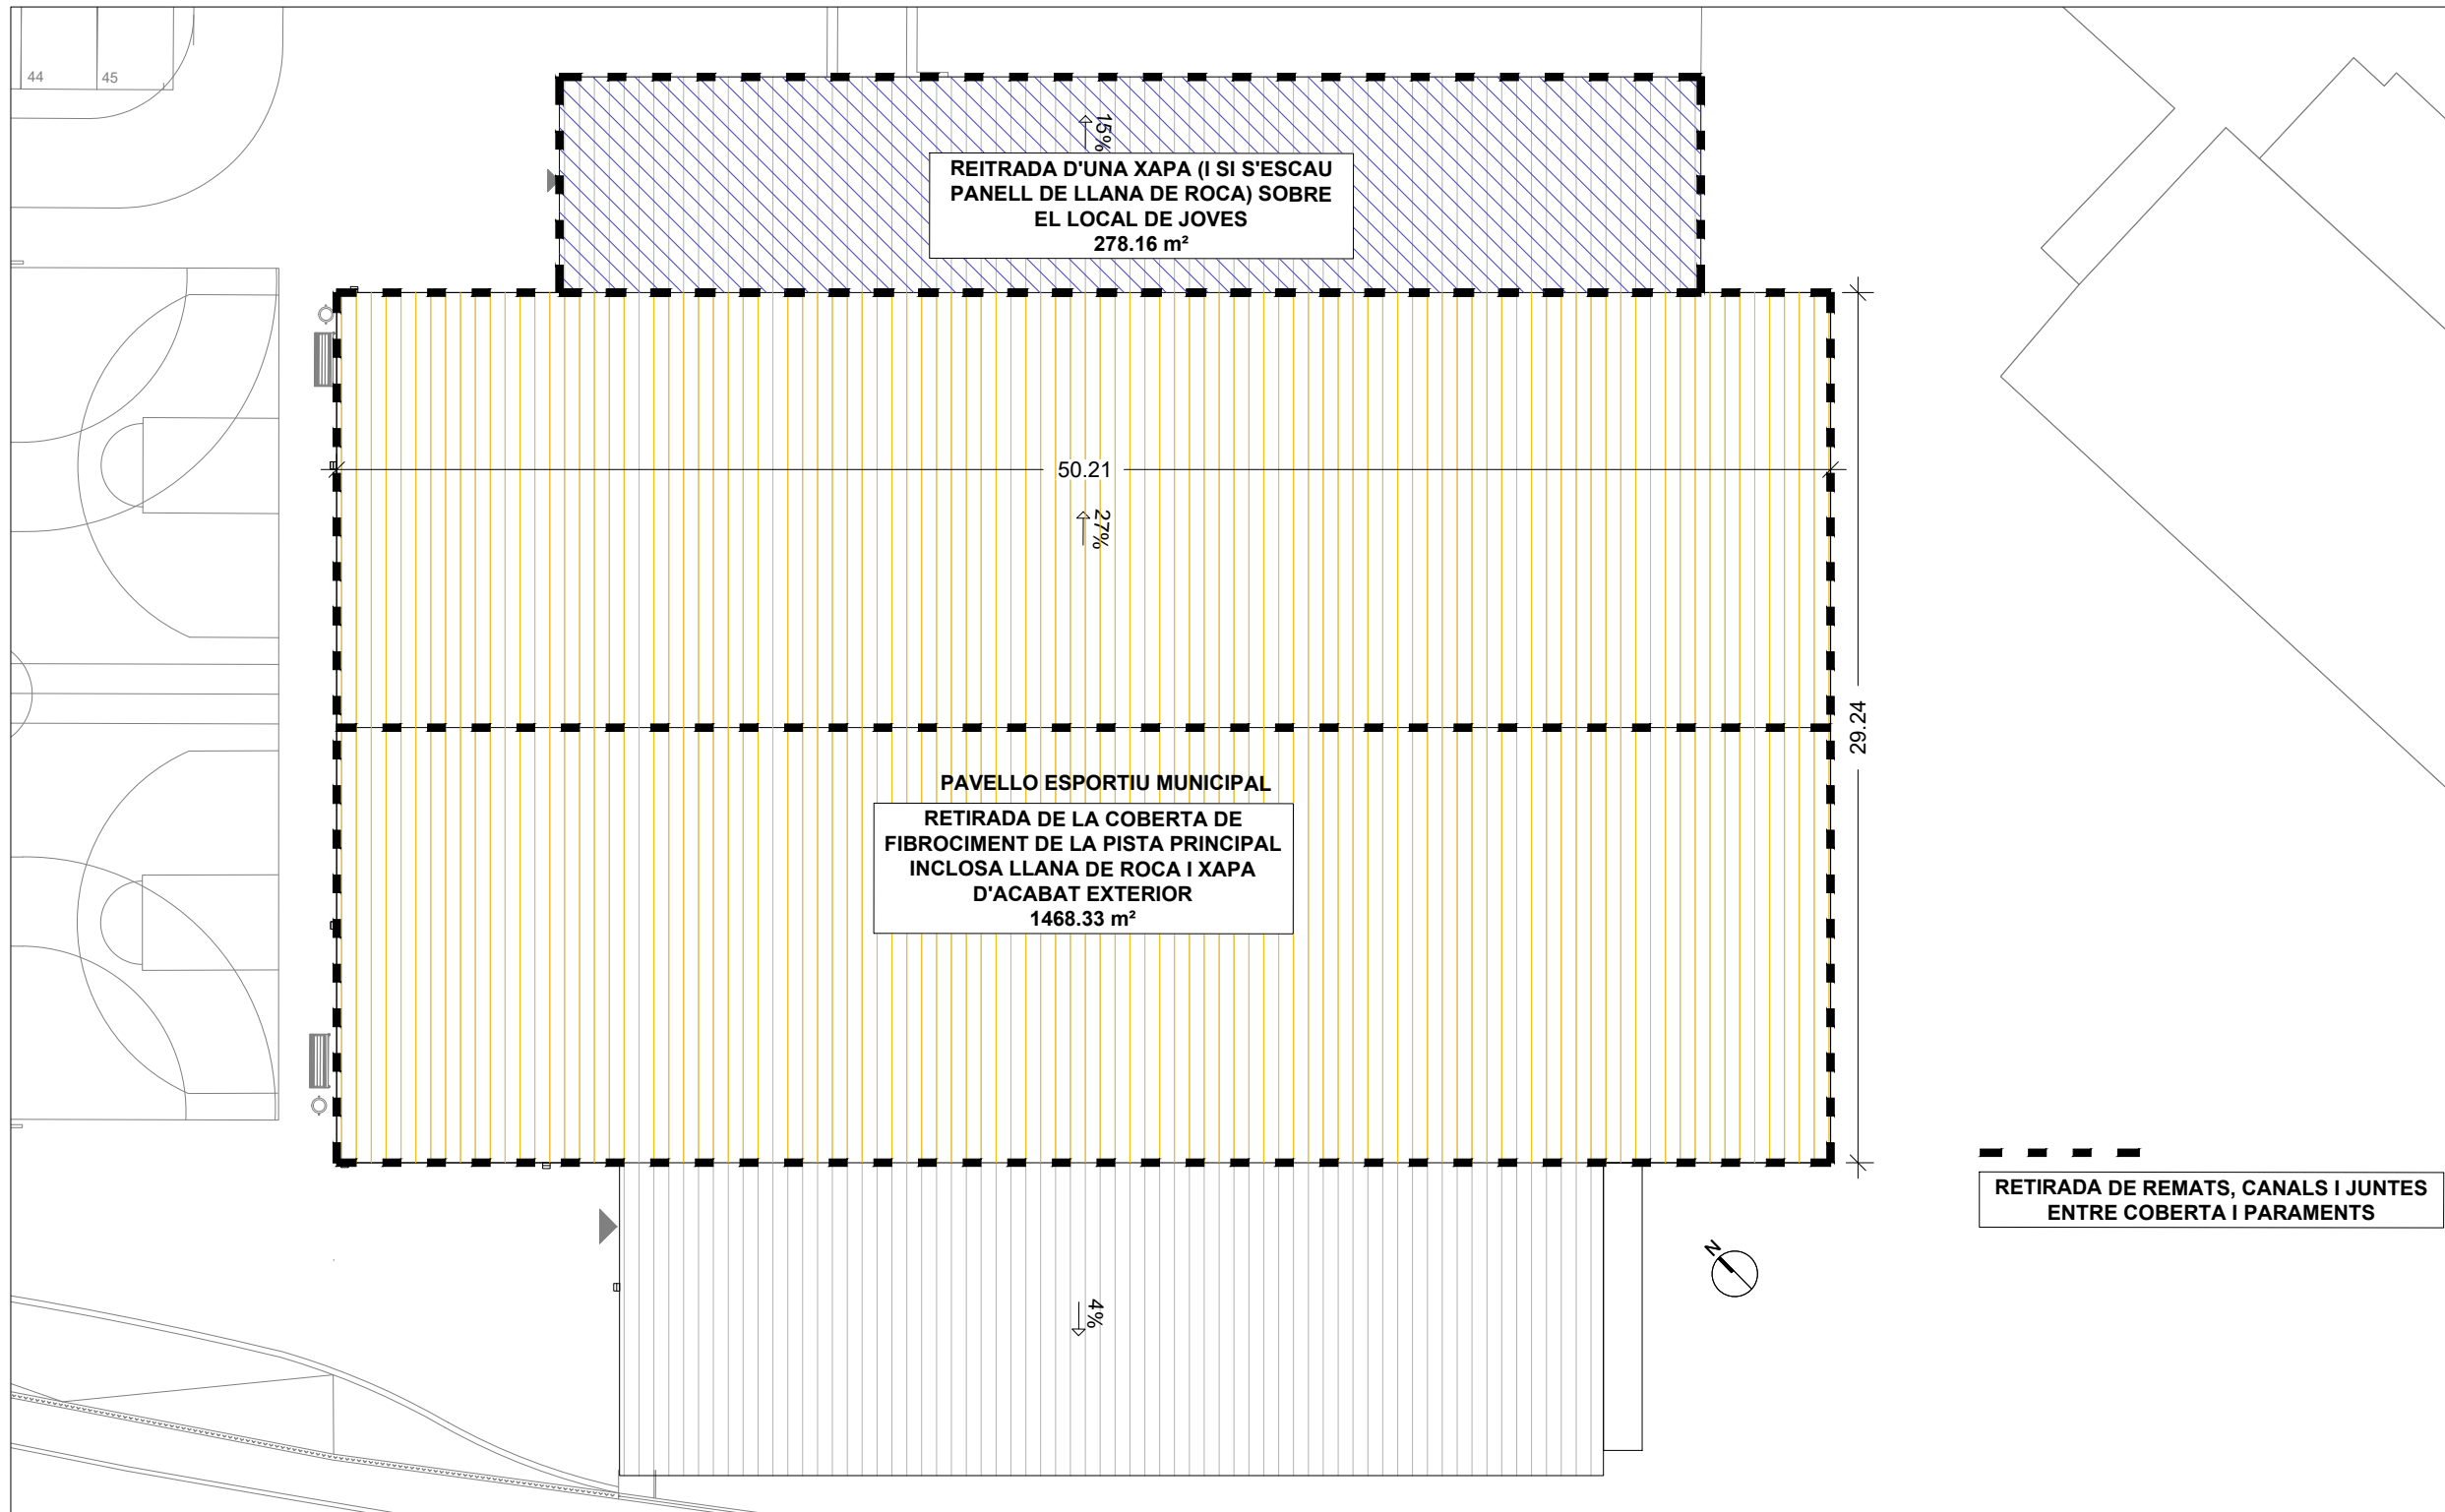 44
45
15%
REITRADA D'UNA XAPA (I SI S'ESCAU
PANELL DE LLANA DE ROCA) SOBRE
EL LOCAL DE JOVES
278.16 m²
50.21
27%
29.24
PAVELLO ESPORTIU MUNICIPAL
RETIRADA DE LA COBERTA DE
FIBROCIMENT DE LA PISTA PRINCIPAL
INCLOSA LLANA DE ROCA I XAPA
D'ACABAT EXTERIOR
1468.33 m²
RETIRADA DE REMATS, CANALS I JUNTES
ENTRE COBERTA I PARAMENTS
N
4%